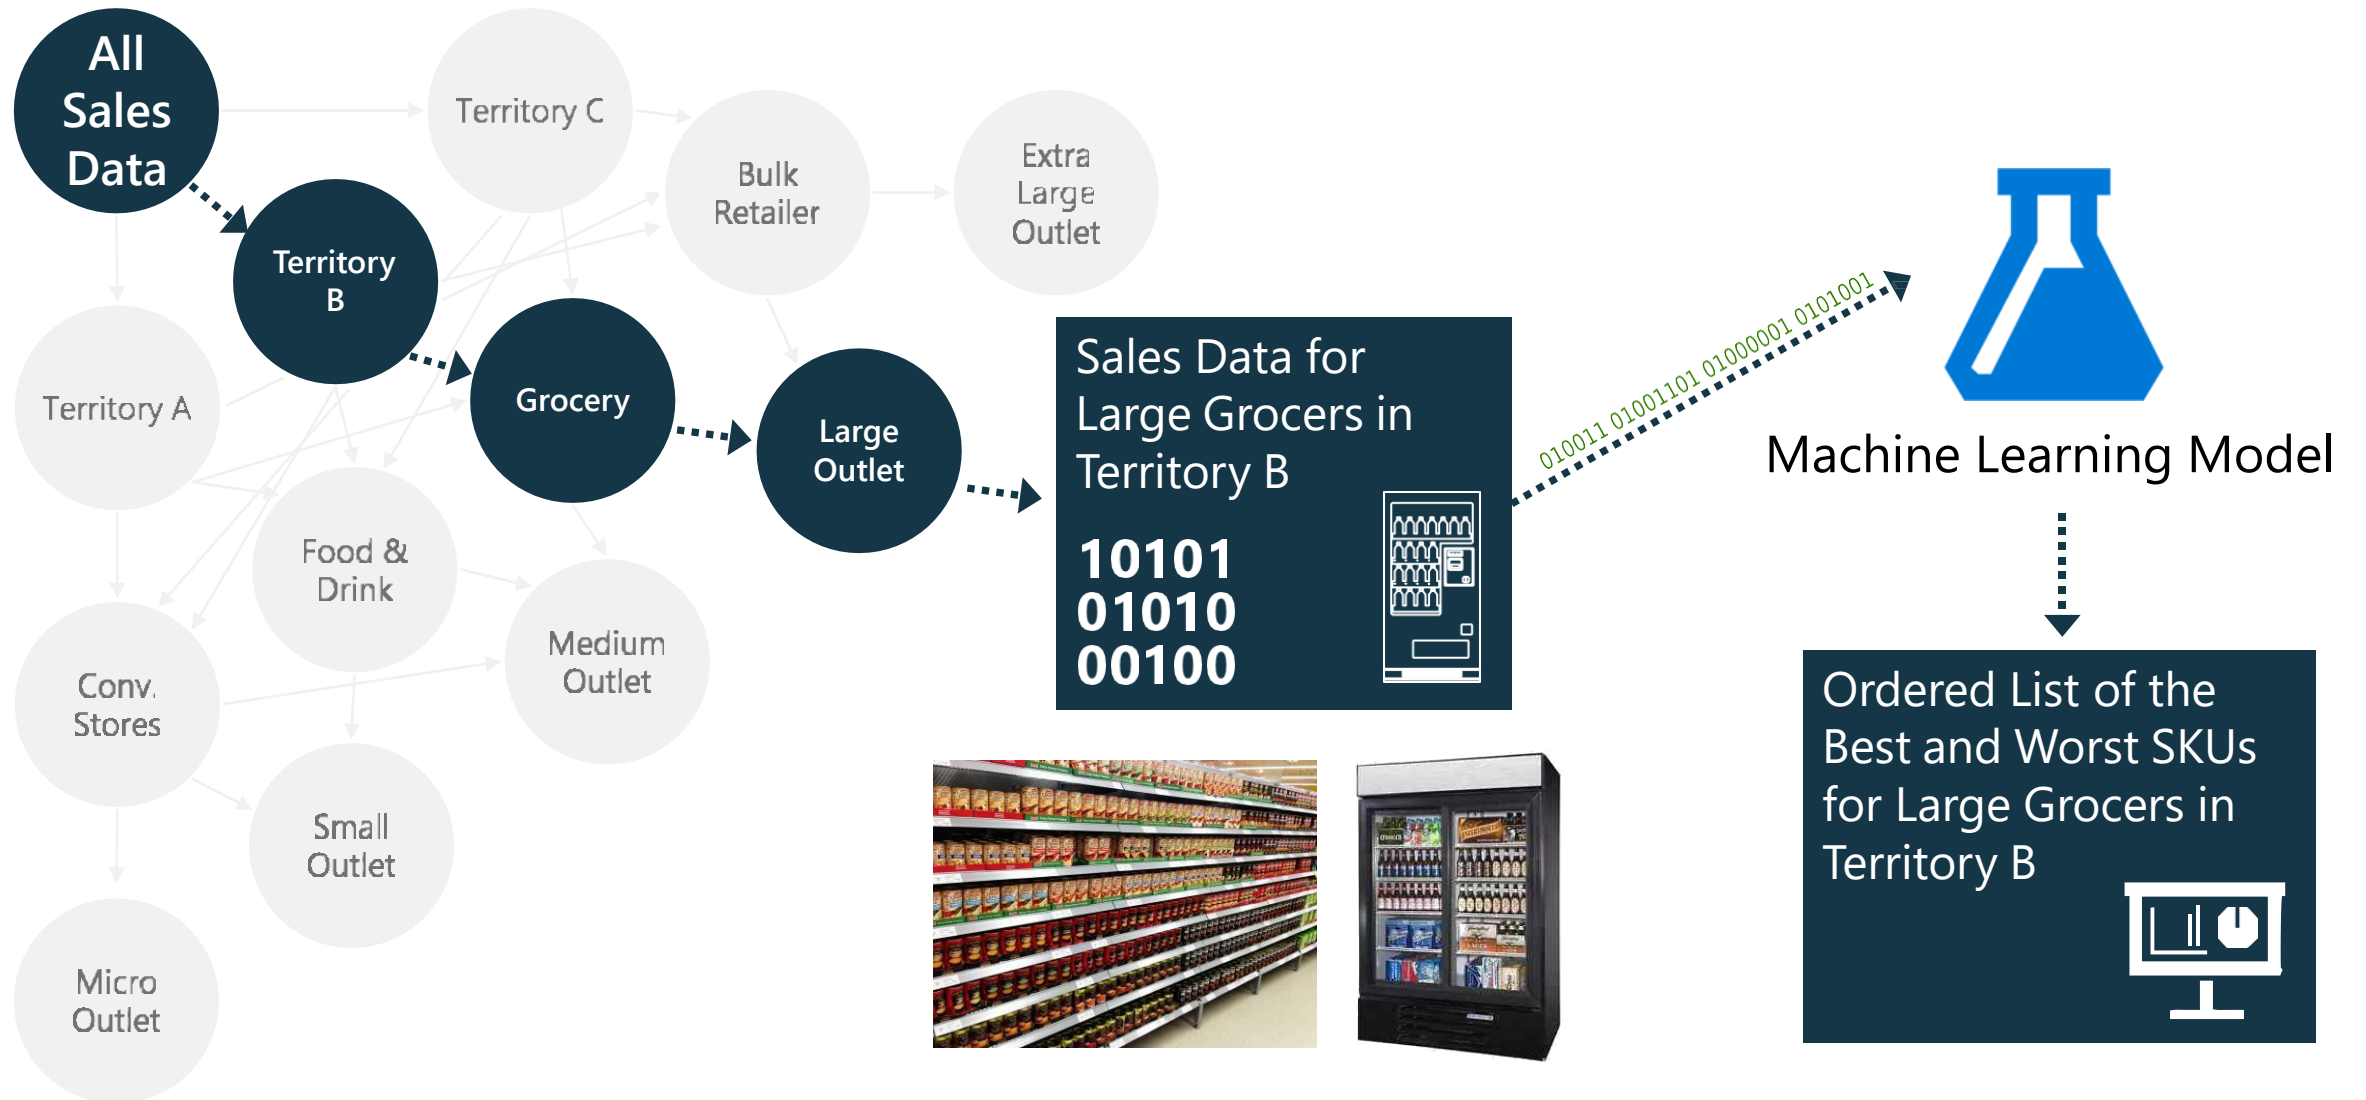 All
Sales
Data
Territory C
Territory
B
Bulk
Retailer
Extra
Large
Outlet
Territory A
Grocery
Large
Outlet
Food &
Drink
Medium
Outlet
Conv.
Stores
Small
Outlet
Micro
Outlet
Sales Data for
Large Grocers in
Territory B
10101
01010
00100
010011 010011101 01000001 0101001
Machine Learning Model
Ordered List of the
Best and Worst SKUs
for Large Grocers in
Territory B